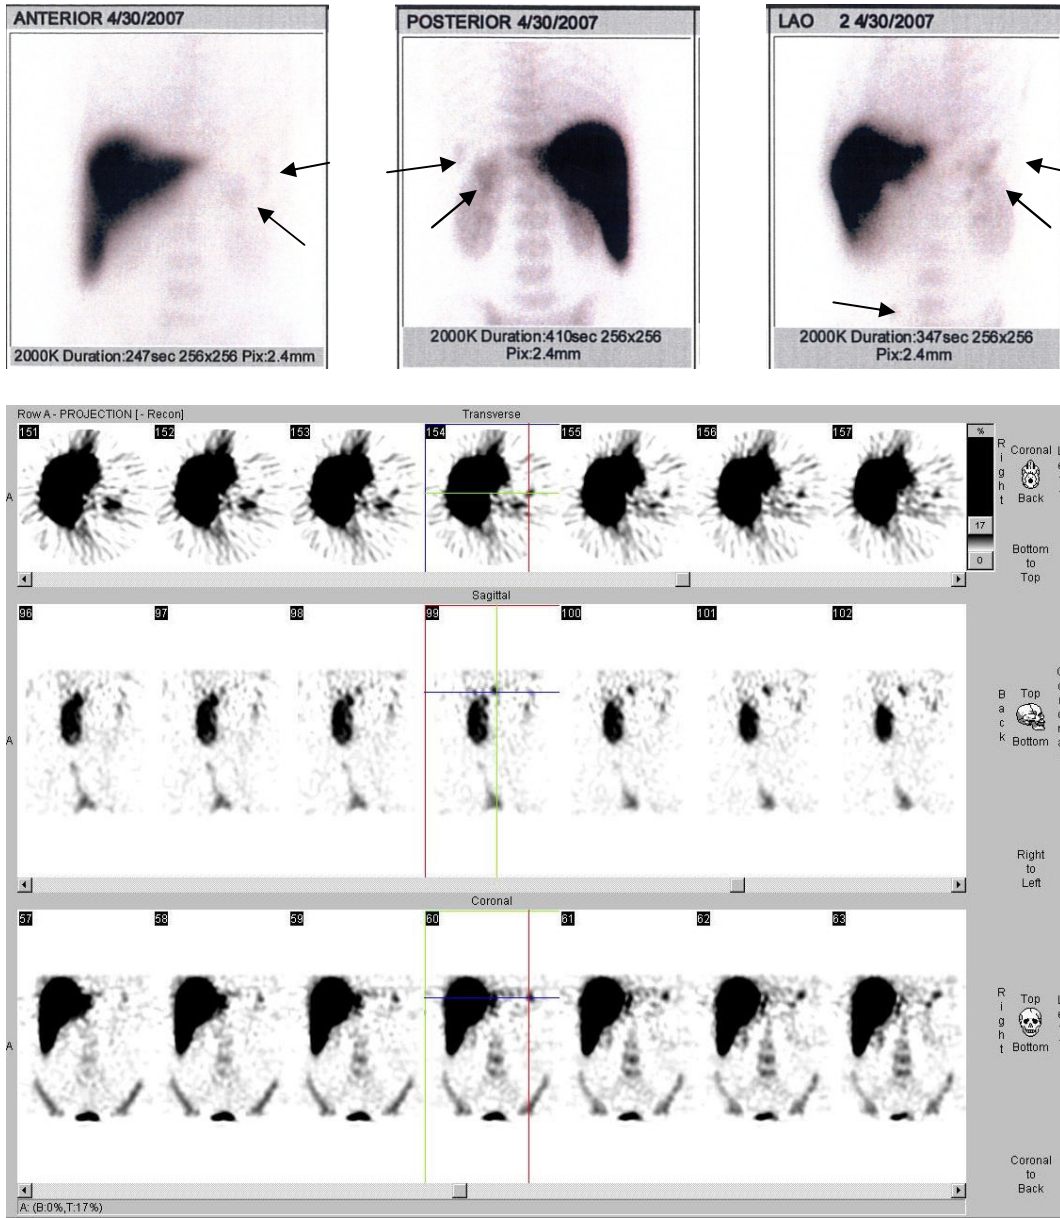 ANTERIOR 4/30/2007
2000K Duration:247sec 256x256 Pix:2.4mm
POSTERIOR 4/30/2007
2000K Duration:410sec 256x256
Pix:2.4mm
LAO 2 4/30/2007
2000K Duration:347sec 256x256
Pix:2.4mm
Row A - PROJECTION [ - Recon]
Transverse
151 152 153 154 155 156 157
A
%
17
0
Right
Coronal
Back
Bottom
to
Top
Sagittal
96 97 98 99 100 101 102
A
Back
Top
Bottom
Right
to
Left
Coronal
57 58 59 60 61 62 63
A
Right
Top
Bottom
Coronal
to
Back
A: (B:0%,T:17%)